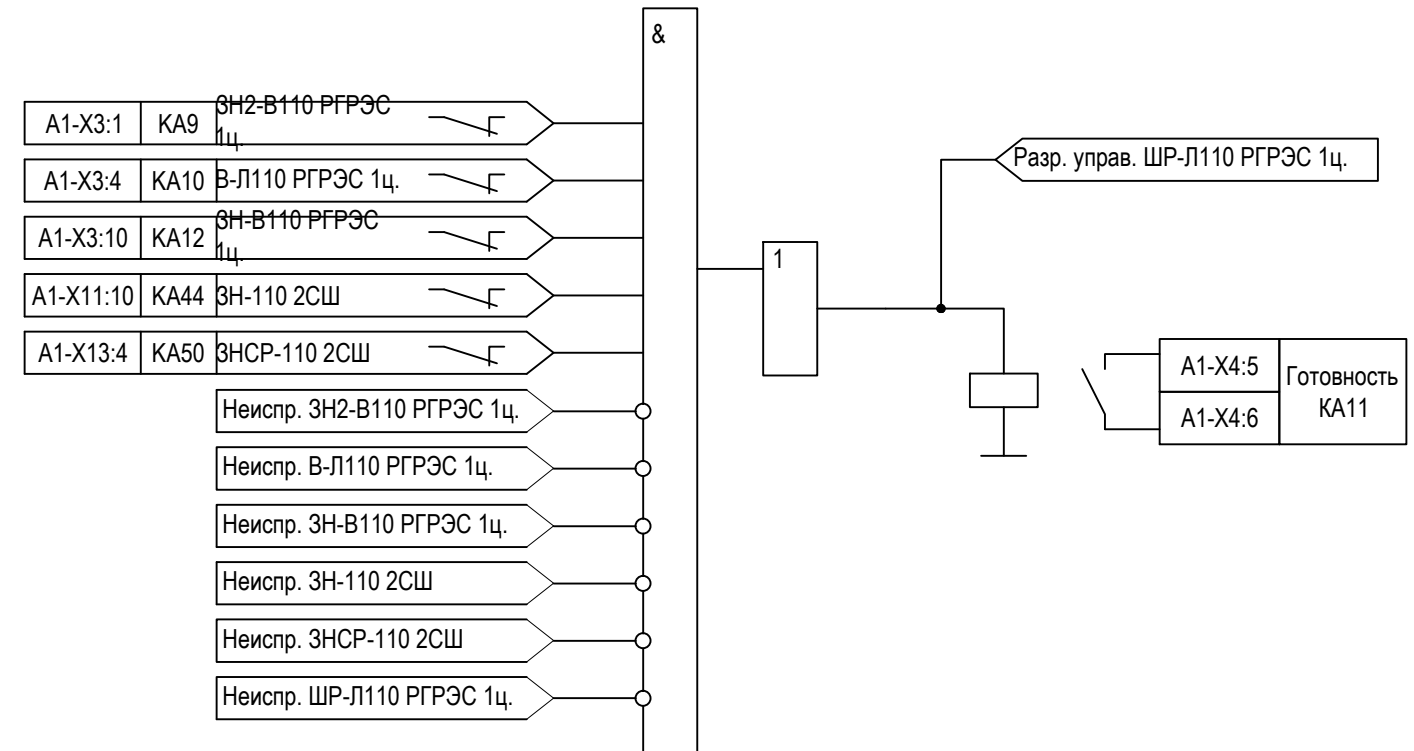 &
A1-X3:1 KA9 ЗН2-В110 РГРЭС
1ц.
A1-X3:4 KA10 В-Л110 РГРЭС 1ц.
A1-X3:10 KA12 ЗН-В110 РГРЭС
1ц.
A1-X11:10 KA44 ЗН-110 2СШ
A1-X13:4 KA50 ЗНСР-110 2СШ
Неиспр. ЗН2-В110 РГРЭС 1ц.
Неиспр. В-Л110 РГРЭС 1ц.
Неиспр. ЗН-В110 РГРЭС 1ц.
Неиспр. ЗН-110 2СШ
Неиспр. ЗНСР-110 2СШ
Неиспр. ШР-Л110 РГРЭС 1ц.
1
Разр. управ. ШР-Л110 РГРЭС 1ц.
A1-X4:5
A1-X4:6
Готовность
KA11